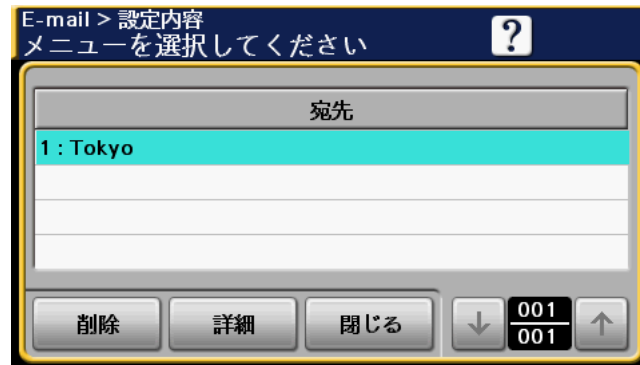 E-mail > 設定内容
メニューを選択してください
?
宛先
1 : Tokyo
削除
詳細
閉じる
↓
001
001
↑